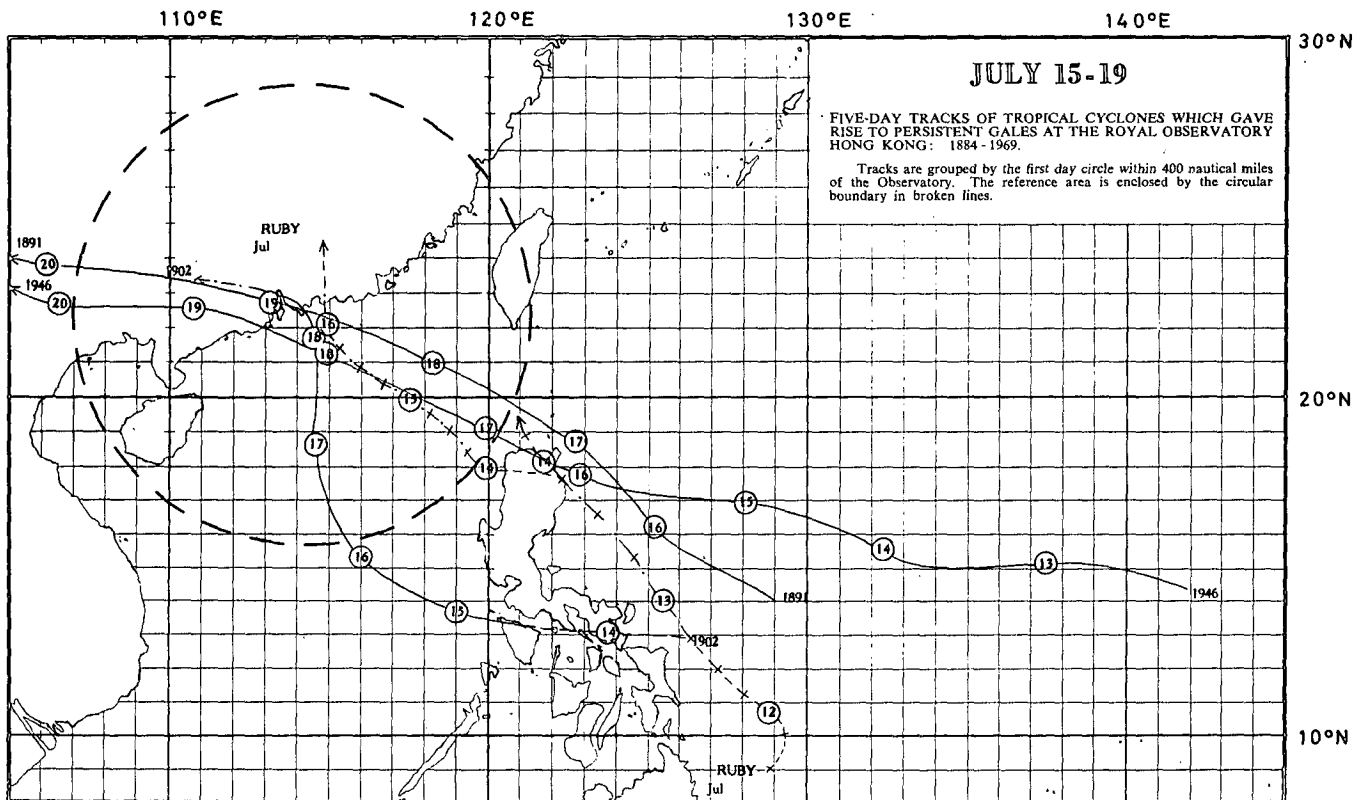 110°E 120°E 130°E 140°E
30°N
JULY 15-19
FIVE-DAY TRACKS OF TROPICAL CYCLONES WHICH GAVE
RISE TO PERSISTENT GALES AT THE ROYAL OBSERVATORY
HONG KONG: 1884-1969.
Tracks are grouped by the first day circle within 400 nautical miles
of the Observatory. The reference area is enclosed by the circular
boundary in broken lines.
RUBY
Jul
1891
20
902
1946
20
19
19
16
18
18
18
15
20°N
17
17
17
14
14
16
15
16
14
16
13
15
13
1891
1946
14
1902
12
10°N
RUBY
Jul